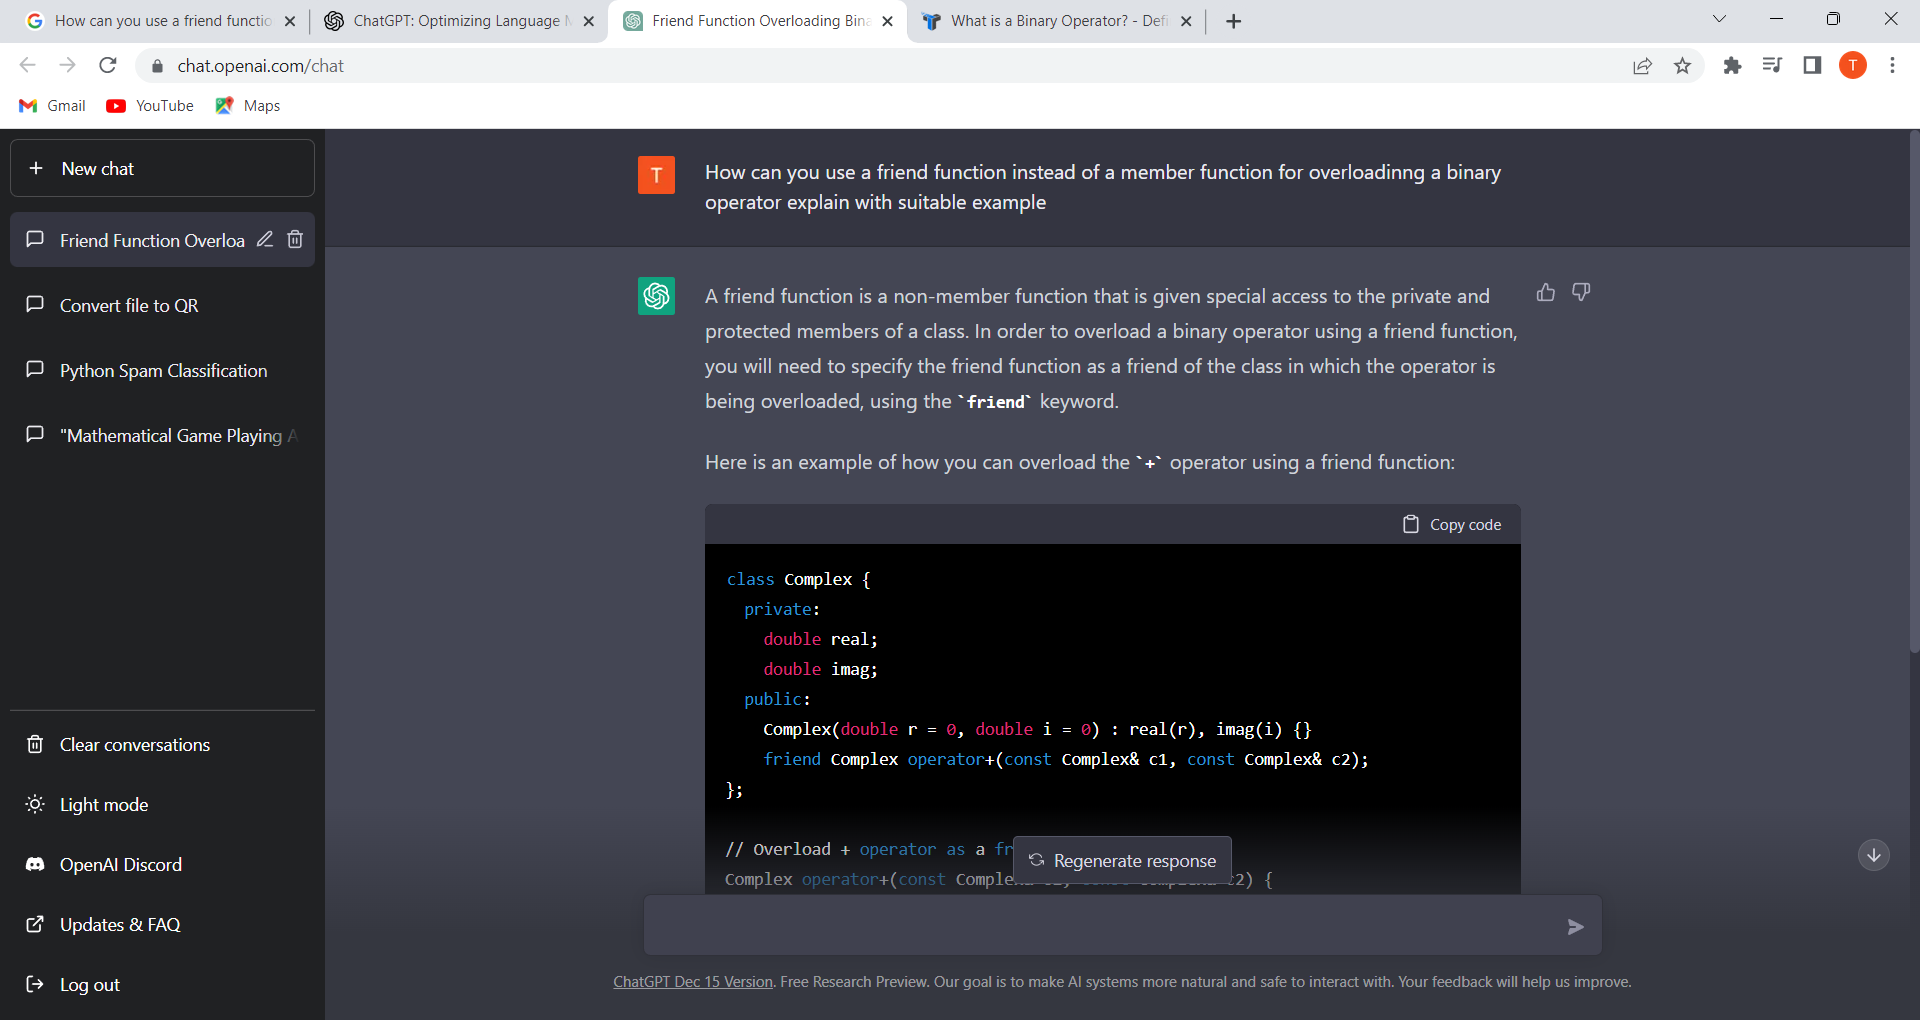 How can you use a friend functio
ChatGPT: Optimizing Language
Friend Function Overloading Bina
What is a Binary Operator? - Defi
chat.openai.com/chat
T
Gmail
YouTube
Maps
New chat
Friend Function Overloa
Convert file to QR
Python Spam Classification
"Mathematical Game Playing A
Clear conversations
Light mode
OpenAI Discord
Updates & FAQ
Log out
T
How can you use a friend function instead of a member function for overloadinng a binary
operator explain with suitable example
A friend function is a non-member function that is given special access to the private and
protected members of a class. In order to overload a binary operator using a friend function,
you will need to specify the friend function as a friend of the class in which the operator is
being overloaded, using the `friend` keyword.
Here is an example of how you can overload the `+` operator using a friend function:
Copy code
class Complex {
private:
double real;
double imag;
public:
Complex(double r = 0, double i = 0) : real(r), imag(i) {}
friend Complex operator+(const Complex& c1, const Complex& c2);
};
// Overload + operator as a fr
Regenerate response
Complex operator+(const Comple c2) {
ChatGPT Dec 15 Version. Free Research Preview. Our goal is to make AI systems more natural and safe to interact with. Your feedback will help us improve.